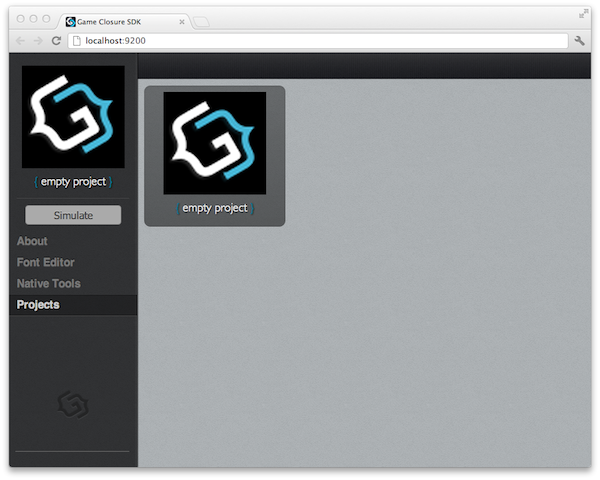 Game Closure SDK
localhost:9200
{ empty project }
Simulate
About
Font Editor
Native Tools
Projects
{ empty project }